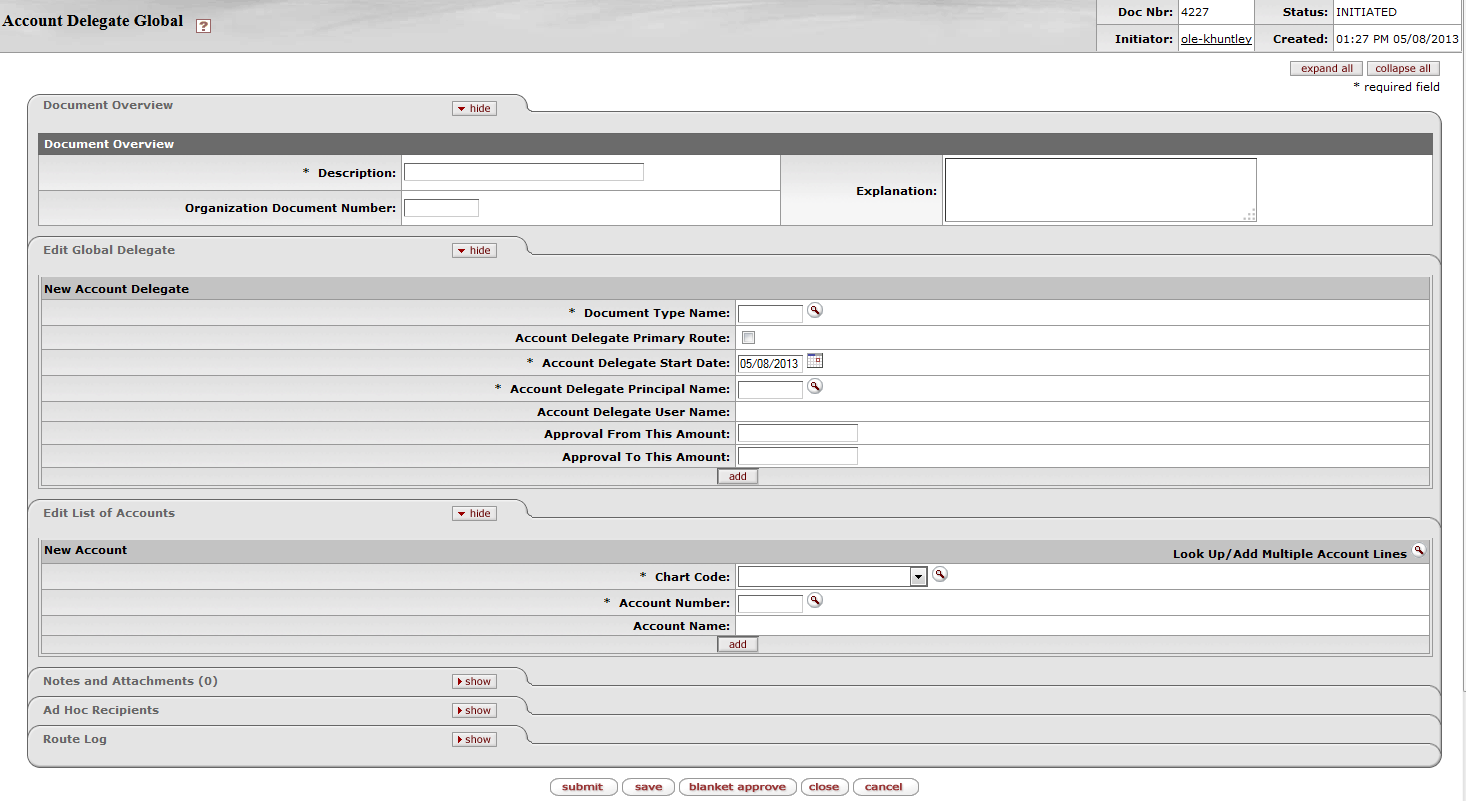 Account Delegate Global ?
Doc Nbr: 4227 Status: INITIATED
Initiator: ole-khuntley Created: 01:27 PM 05/08/2013
expand all collapse all
* required field
Document Overview hide
Document Overview
* Description:
Explanation:
Organization Document Number:
Edit Global Delegate hide
New Account Delegate
* Document Type Name:
Account Delegate Primary Route:
* Account Delegate Start Date: 05/08/2013
* Account Delegate Principal Name:
Account Delegate User Name:
Approval From This Amount:
Approval To This Amount:
add
Edit List of Accounts hide
New Account Look Up/Add Multiple Account Lines
* Chart Code:
* Account Number:
Account Name:
add
Notes and Attachments (0) show
Ad Hoc Recipients show
Route Log show
submit save blanket approve close cancel